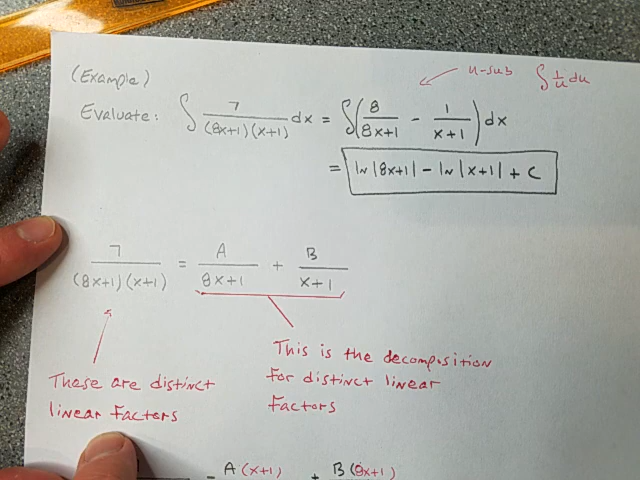 (Example)
u-sub ∫ 1/u du
Evaluate: ∫ 7/((8x+1)(x+1)) dx = ∫(8/(8x+1) - 1/(x+1)) dx
= ln|8x+1| - ln|x+1| + C
7/((8x+1)(x+1)) = A/(8x+1) + B/(x+1)
This is the decomposition
for distinct linear
factors
These are distinct
linear factors
= A(x+1) + B(8x+1)